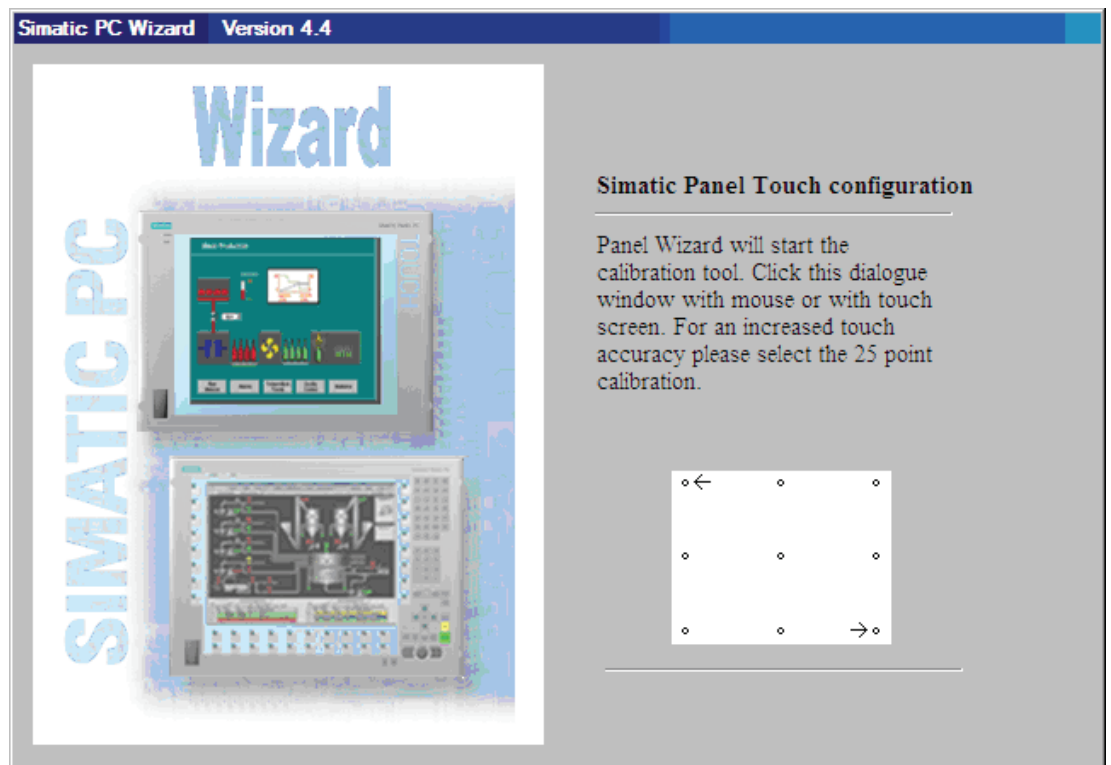 Simatic PC Wizard Version 4.4
Wizard
SIMATIC PC
Simatic Panel Touch configuration
Panel Wizard will start the
calibration tool. Click this dialogue
window with mouse or with touch
screen. For an increased touch
accuracy please select the 25 point
calibration.
TOUCH